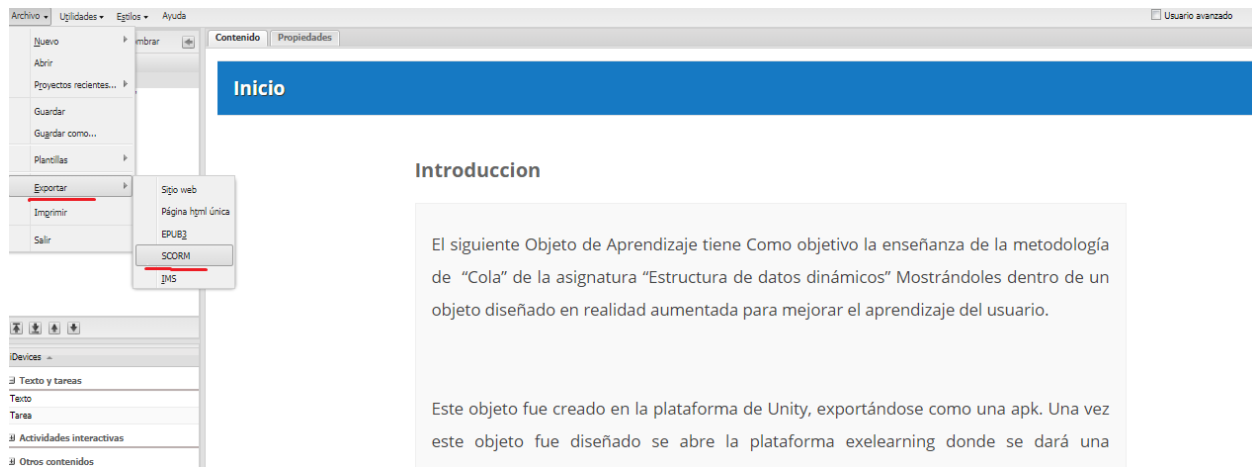 Archivo Utilidades Estilos Ayuda
Usuario avanzado
Nuevo
Abrir
Proyectos recientes...
Guardar
Guardar como...
Plantillas
Exportar
Imprimir
Salir
Sitio web
Página html única
EPUB3
SCORM
IMS
mbrar
Contenido Propiedades
Inicio
Introduccion
El siguiente Objeto de Aprendizaje tiene Como objetivo la enseñanza de la metodología
de “Cola” de la asignatura “Estructura de datos dinámicos” Mostrándoles dentro de un
objeto diseñado en realidad aumentada para mejorar el aprendizaje del usuario.
Este objeto fue creado en la plataforma de Unity, exportándose como una apk. Una vez
este objeto fue diseñado se abre la plataforma exelearning donde se dará una
iDevices
Texto y tareas
Texto
Tarea
Actividades interactivas
Otros contenidos